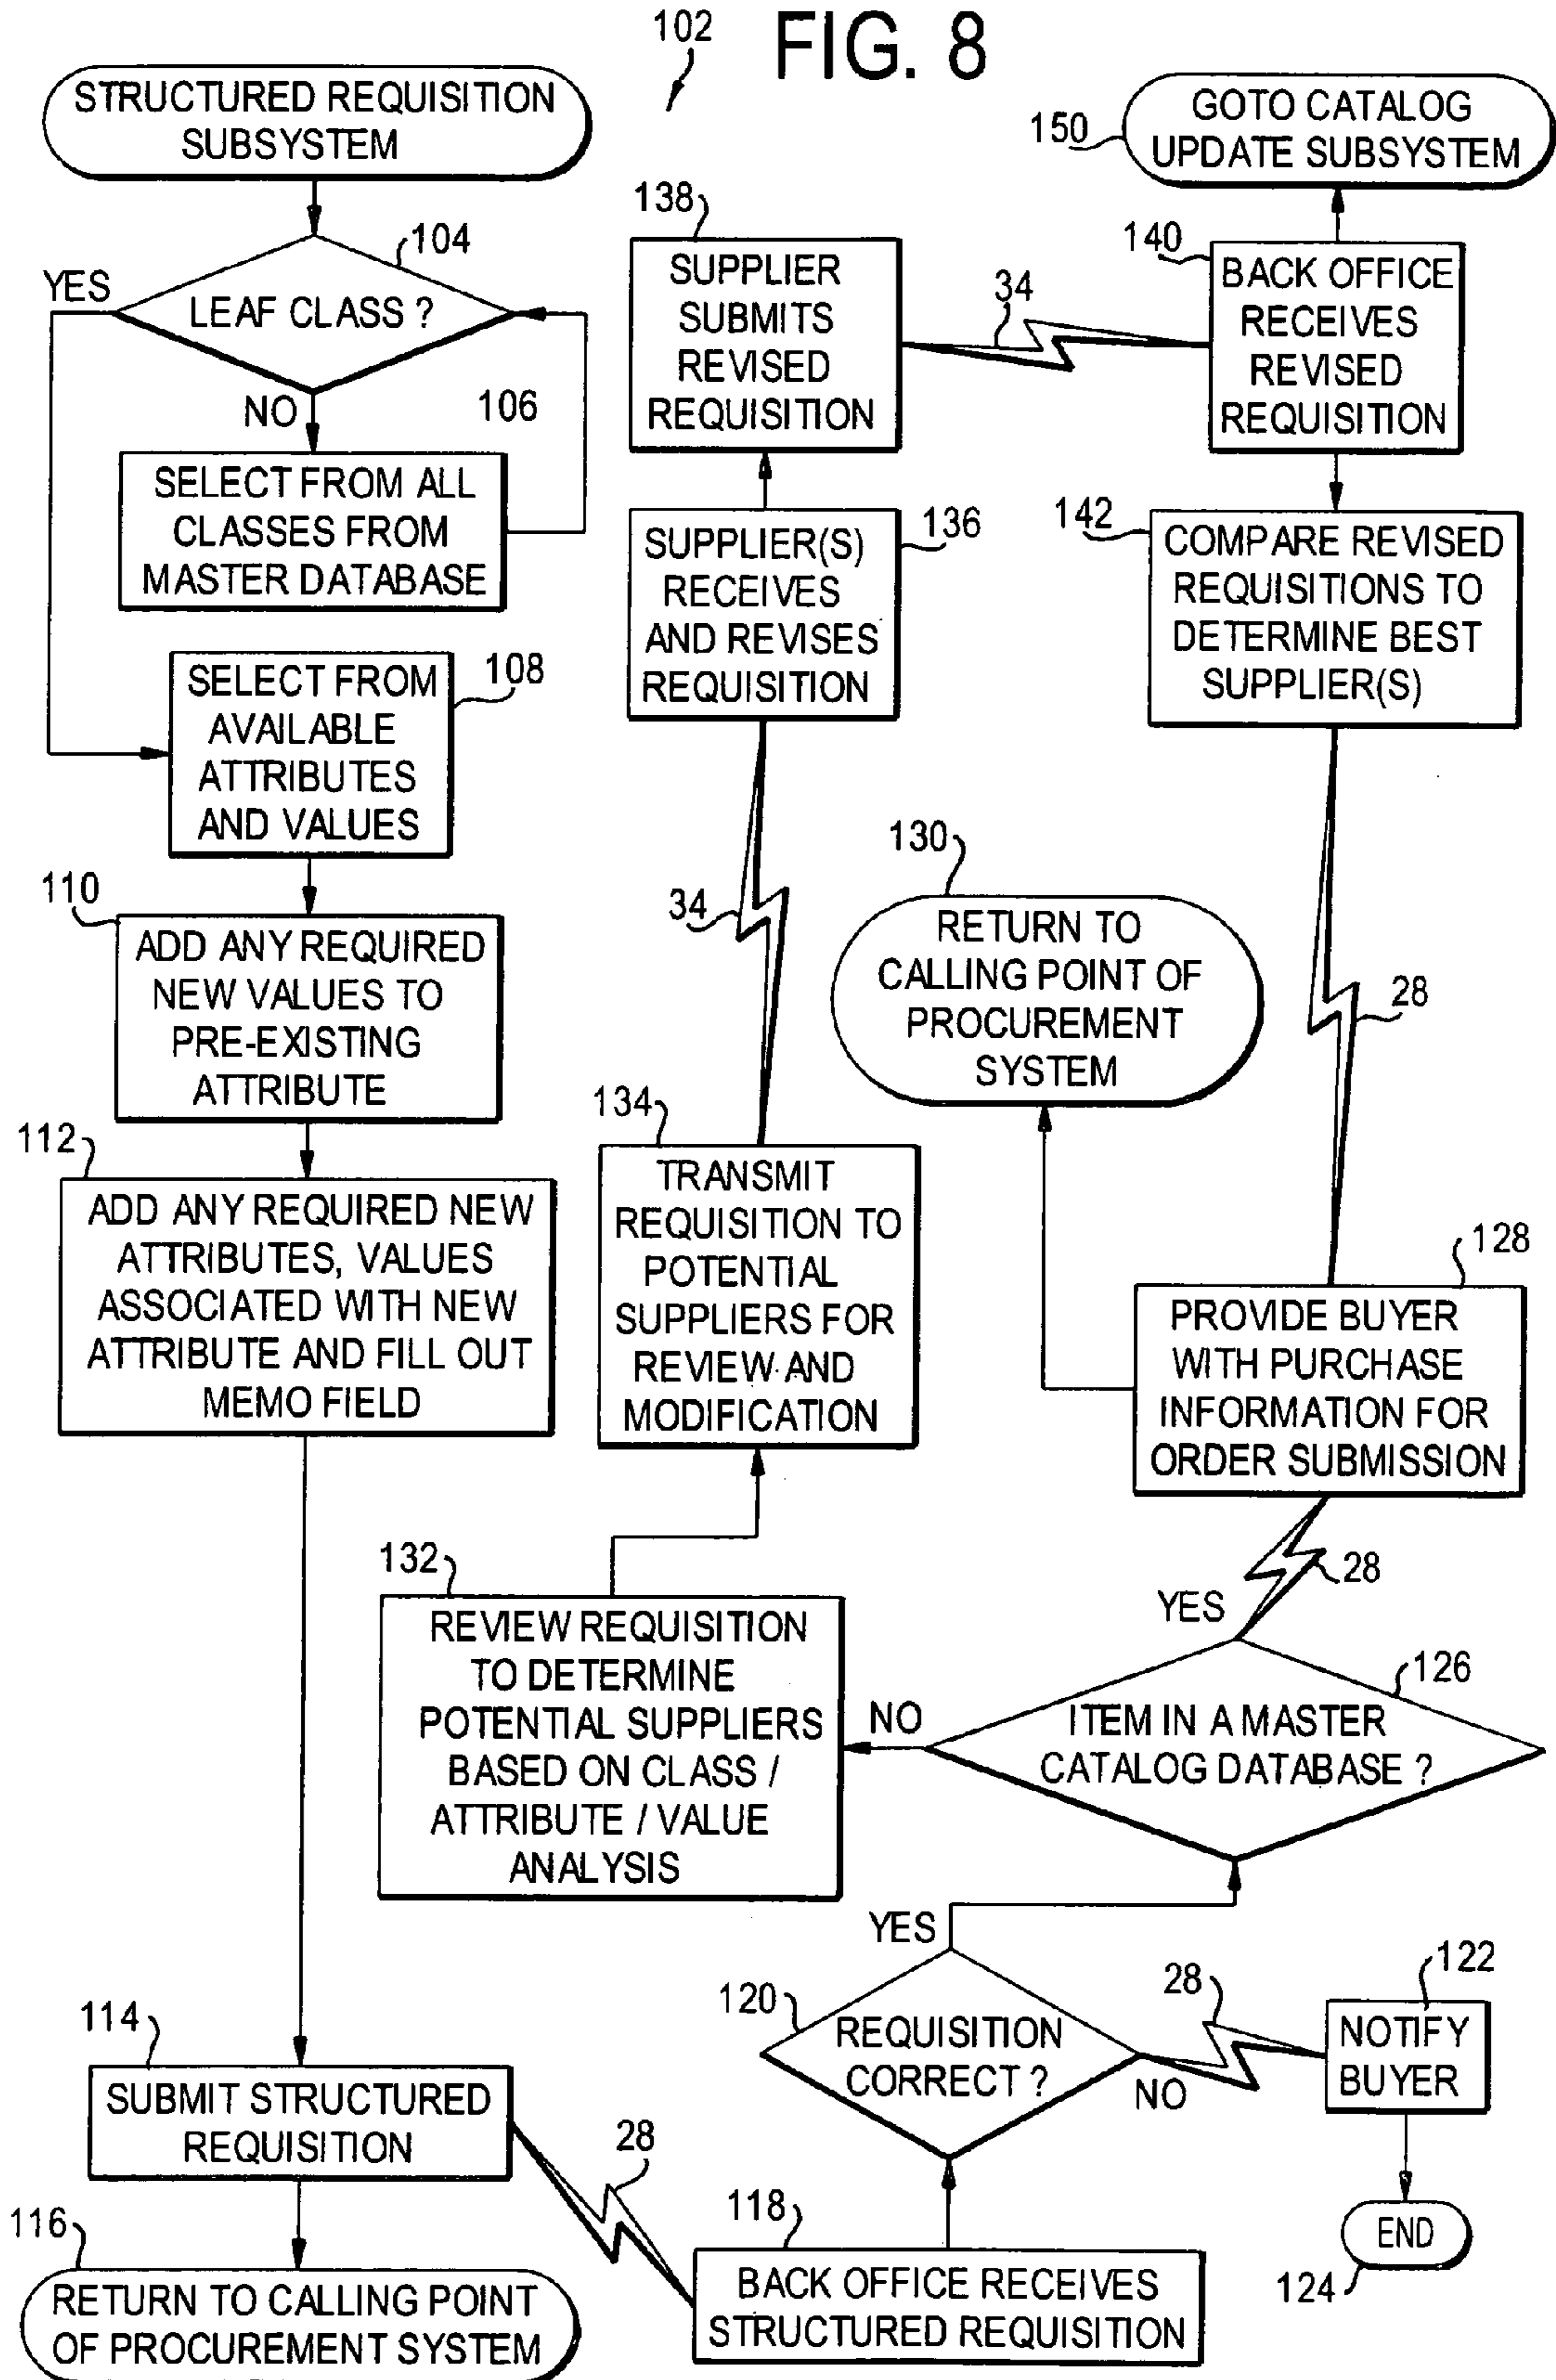 FIG. 8
102
STRUCTURED REQUISITION
SUBSYSTEM
104
LEAF CLASS ?
YES
NO
106
SELECT FROM ALL
CLASSES FROM
MASTER DATABASE
108
SELECT FROM
AVAILABLE
ATTRIBUTES
AND VALUES
110
ADD ANY REQUIRED
NEW VALUES TO
PRE-EXISTING
ATTRIBUTE
112
ADD ANY REQUIRED NEW
ATTRIBUTES, VALUES
ASSOCIATED WITH NEW
ATTRIBUTE AND FILL OUT
MEMO FIELD
114
SUBMIT STRUCTURED
REQUISITION
116
RETURN TO CALLING POINT
OF PROCUREMENT SYSTEM
28
118
BACK OFFICE RECEIVES
STRUCTURED REQUISITION
120
REQUISITION
CORRECT ?
NO
28
122
NOTIFY
BUYER
END
124
YES
126
ITEM IN A MASTER
CATALOG DATABASE ?
NO
YES
28
132
REVIEW REQUISITION
TO DETERMINE
POTENTIAL SUPPLIERS
BASED ON CLASS /
ATTRIBUTE / VALUE
ANALYSIS
134
TRANSMIT
REQUISITION TO
POTENTIAL
SUPPLIERS FOR
REVIEW AND
MODIFICATION
34
136
SUPPLIER(S)
RECEIVES
AND REVISES
REQUISITION
138
SUPPLIER
SUBMITS
REVISED
REQUISITION
34
140
BACK OFFICE
RECEIVES
REVISED
REQUISITION
150
GOTO CATALOG
UPDATE SUBSYSTEM
142
COMPARE REVISED
REQUISITIONS TO
DETERMINE BEST
SUPPLIER(S)
28
128
PROVIDE BUYER
WITH PURCHASE
INFORMATION FOR
ORDER SUBMISSION
130
RETURN TO
CALLING POINT OF
PROCUREMENT
SYSTEM